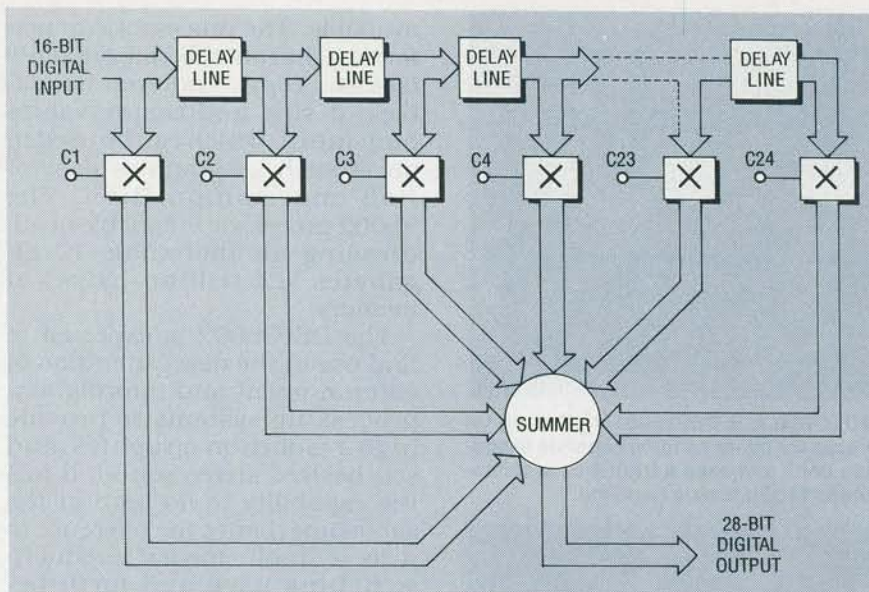 16-BIT
DIGITAL
INPUT
DELAY
LINE
DELAY
LINE
DELAY
LINE
DELAY
LINE
C1
X
C2
X
C3
X
C4
X
C23
X
C24
X
SUMMER
28-BIT
DIGITAL
OUTPUT